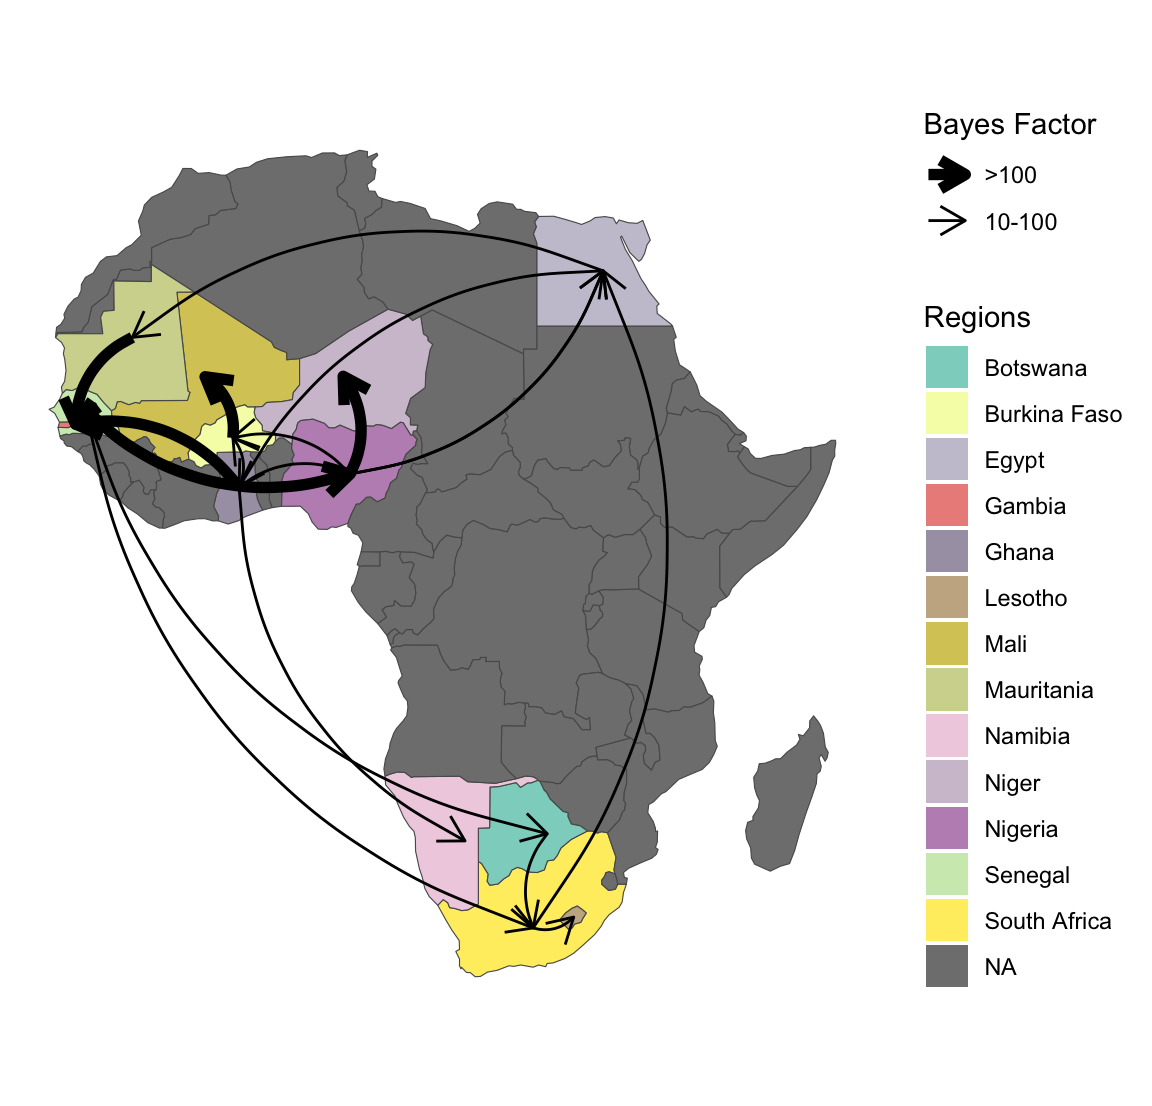 Bayes Factor
>100
10-100
Regions
Botswana
Burkina Faso
Egypt
Gambia
Ghana
Lesotho
Mali
Mauritania
Namibia
Niger
Nigeria
Senegal
South Africa
NA